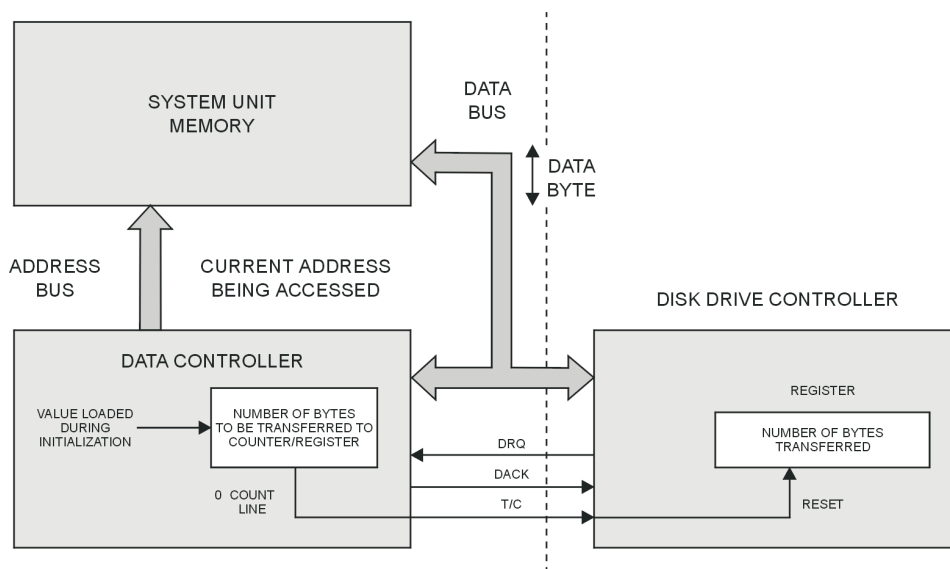 SYSTEM UNIT
MEMORY
DATA
BUS
DATA
BYTE
ADDRESS
BUS
CURRENT ADDRESS
BEING ACCESSED
DISK DRIVE CONTROLLER
DATA CONTROLLER
VALUE LOADED
DURING
INITIALIZATION
NUMBER OF BYTES
TO BE TRANSFERRED TO
COUNTER/REGISTER
REGISTER
NUMBER OF BYTES
TRANSFERRED
DRQ
DACK
0 COUNT
LINE
T/C
RESET